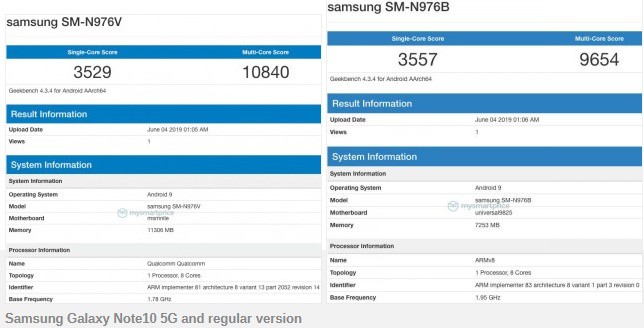 samsung SM-N976V
Single-Core Score Multi-Core Score
3529 10840
Geekbench 4.3.4 for Android AArch64
Result Information
Upload Date June 04 2019 01:05 AM
Views 1
System Information
System Information
Operating System Android 9
Model samsung SM-N976V
Motherboard msmnile
Memory 11306 MB
Processor Information
Name Qualcomm Qualcomm
Topology 1 Processor, 8 Cores
Identifier ARM implementer 81 architecture 8 variant 13 part 2052 revision 14
Base Frequency 1.78 GHz
mysmartprice
samsung SM-N976B
Single-Core Score Multi-Core Score
3557 9654
Geekbench 4.3.4 for Android AArch64
Result Information
Upload Date June 04 2019 01:06 AM
Views 1
System Information
System Information
Operating System Android 9
Model samsung SM-N976B
Motherboard universal9825
Memory 7253 MB
Processor Information
Name ARMv8
Topology 1 Processor, 8 Cores
Identifier ARM implementer 83 architecture 8 variant 1 part 3 revision 0
Base Frequency 1.95 GHz
mysmartprice
Samsung Galaxy Note10 5G and regular version